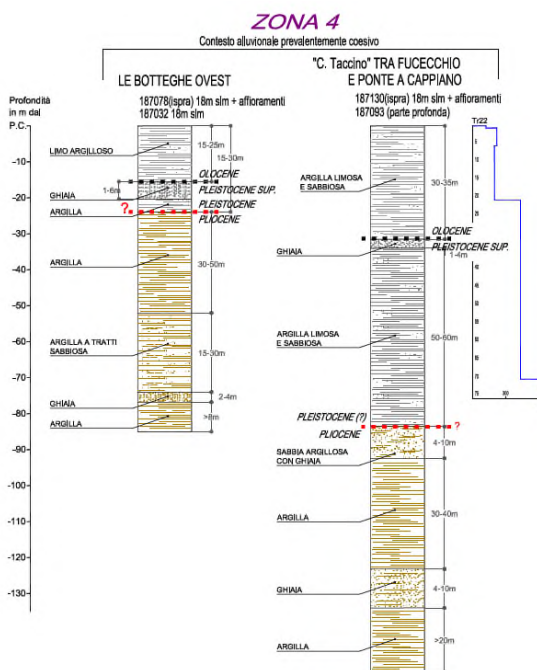 ZONA 4
Contesto alluvionale prevalentemente coesivo
LE BOTTEGHE OVEST
187078(ispra) 18m slm + affioramenti
187032 18m slm
"C. Taccino" TRA FUCECCHIO
E PONTE A CAPPIANO
187130(ispra) 18m slm + affioramenti
187093 (parte profonda)
Profondità
in m dal
P.C.
-10
-20
-30
-40
-50
-60
-70
-80
-90
-100
-110
-120
-130
LIMO ARGILLOSO
GHIAIA
ARGILLA
ARGILLA
ARGILLA A TRATTI
SABBIOSA
GHIAIA
ARGILLA
15-25m
15-30m
1-6m
OLOCENE
PLEISTOCENE SUP.
?
PLEISTOCENE
PLIOCENE
30-50m
15-30m
2-4m
ARGILLA LIMOSA
E SABBIOSA
GHIAIA
ARGILLA LIMOSA
E SABBIOSA
PLEISTOCENE (?)
PLIOCENE
SABBIA ARGILLOSA
CON GHIAIA
ARGILLA
GHIAIA
ARGILLA
30-35m
OLOCENE
PLEISTOCENE SUP.
1-4m
50-60m
?
4-10m
30-40m
4-10m
>20m
Tr22